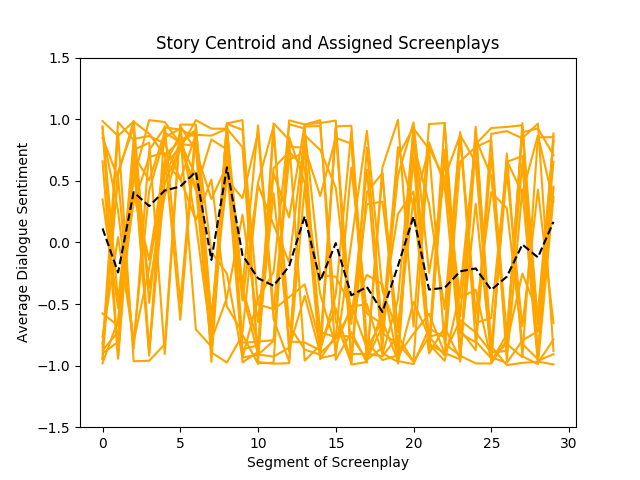 Story Centroid and Assigned Screenplays
1.5
1.0
0.5
0.0
−0.5
−1.0
−1.5
Average Dialogue Sentiment
0 5 10 15 20 25 30
Segment of Screenplay